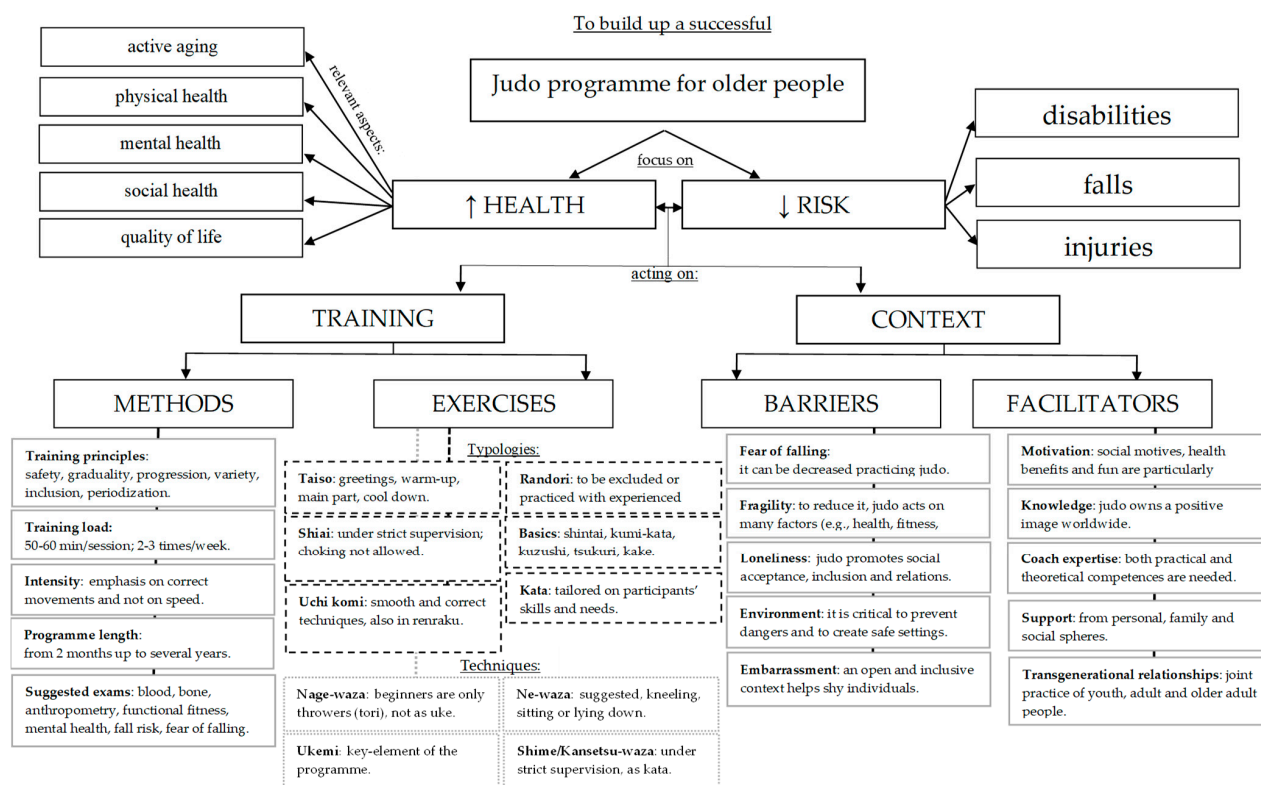 To build up a successful
Judo programme for older people
focus on
↑ HEALTH
↓ RISK
relevant aspects:
active aging
physical health
mental health
social health
quality of life
disabilities
falls
injuries
acting on:
TRAINING
CONTEXT
METHODS
EXERCISES
BARRIERS
FACILITATORS
Training principles:
safety, graduality, progression, variety,
inclusion, periodization.
Training load:
50-60 min/session; 2-3 times/week.
Intensity: emphasis on correct
movements and not on speed.
Programme length:
from 2 months up to several years.
Suggested exams: blood, bone,
anthropometry, functional fitness,
mental health, fall risk, fear of falling.
Typologies:
Taiso: greetings, warm-up,
main part, cool down.
Shiai: under strict supervision;
choking not allowed.
Uchi komi: smooth and correct
techniques, also in renraku.
Randori: to be excluded or
practiced with experienced
Basics: shintai, kumi-kata,
kuzushi, tsukuri, kake.
Kata: tailored on participants’
skills and needs.
Techniques:
Nage-waza: beginners are only
throwers (tori), not as uke.
Ukemi: key-element of the
programme.
Ne-waza: suggested, kneeling,
sitting or lying down.
Shime/Kansetsu-waza: under
strict supervision, as kata.
Fear of falling:
it can be decreased practicing judo.
Fragility: to reduce it, judo acts on
many factors (e.g., health, fitness,
Loneliness: judo promotes social
acceptance, inclusion and relations.
Environment: it is critical to prevent
dangers and to create safe settings.
Embarrassment: an open and inclusive
context helps shy individuals.
Motivation: social motives, health
benefits and fun are particularly
Knowledge: judo owns a positive
image worldwide.
Coach expertise: both practical and
theoretical competences are needed.
Support: from personal, family and
social spheres.
Transgenerational relationships: joint
practice of youth, adult and older adult
people.